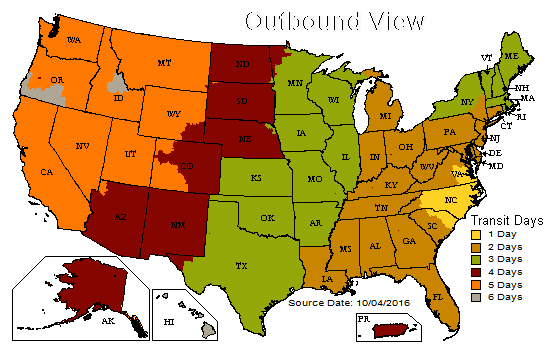 Outbound View
WA
MT
ND
MN
ME
VT
OR
ID
SD
WI
MI
NY
NH
MA
RI
CT
WY
NE
IA
PA
NJ
DE
MD
NV
UT
CO
IL
IN
OH
WV
VA
CA
KS
MO
KY
NC
AZ
NM
OK
AR
TN
SC
TX
LA
MS
AL
GA
FL
AK
HI
PR
Transit Days
1 Day
2 Days
3 Days
4 Days
5 Days
6 Days
Source Date: 10/04/2016